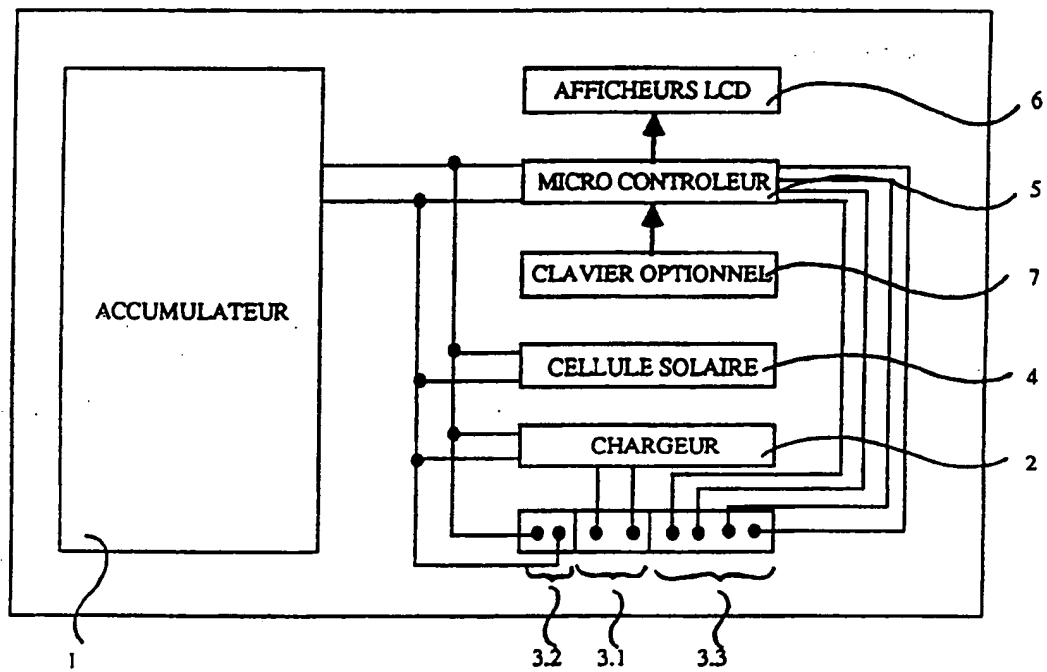 AFFICHEURS LCD
6
MICRO CONTROLEUR
5
CLAVIER OPTIONNEL
7
ACCUMULATEUR
CELLULE SOLAIRE
4
CHARGEUR
2
1
3.2
3.1
3.3